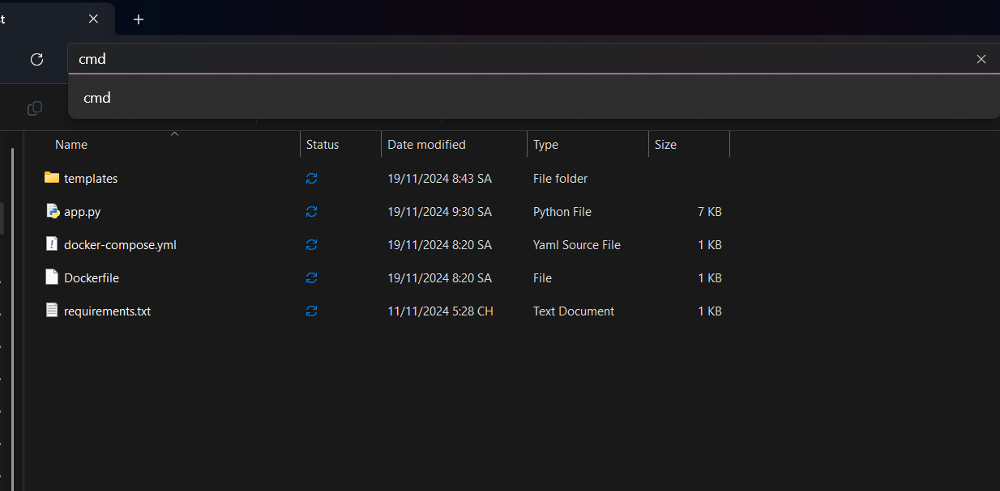 st
cmd
cmd
Name Status Date modified Type Size
templates 19/11/2024 8:43 SA File folder
app.py 19/11/2024 9:30 SA Python File 7 KB
docker-compose.yml 19/11/2024 8:20 SA Yaml Source File 1 KB
Dockerfile 19/11/2024 8:20 SA File 1 KB
requirements.txt 11/11/2024 5:28 CH Text Document 1 KB